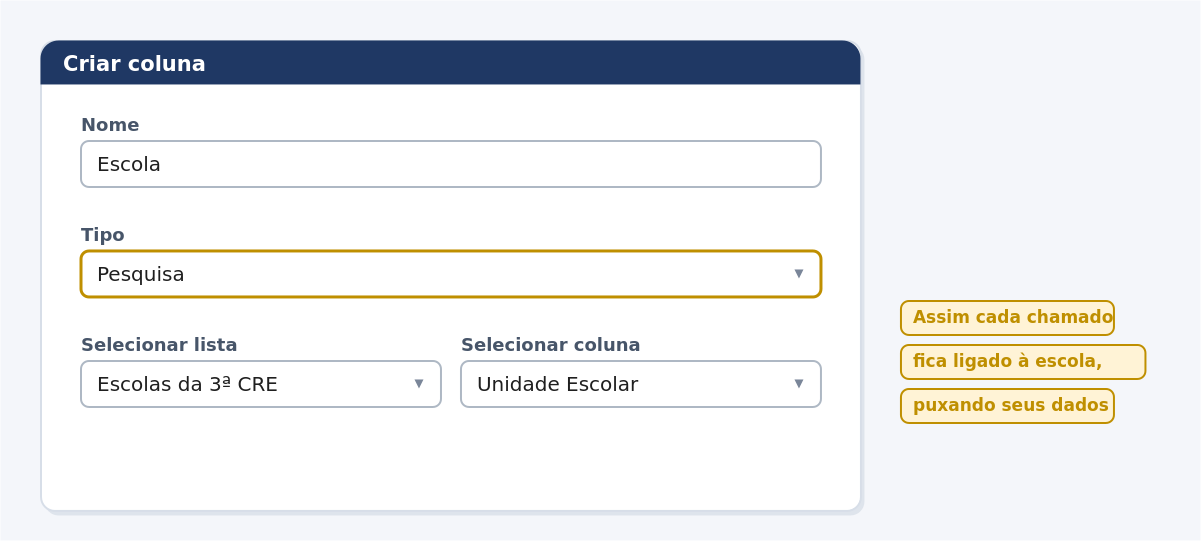 Criar coluna
Nome
Escola
Tipo
Pesquisa
Selecionar lista
Selecionar coluna
Escolas da 3ª CRE
Unidade Escolar
Assim cada chamado
fica ligado à escola,
puxando seus dados